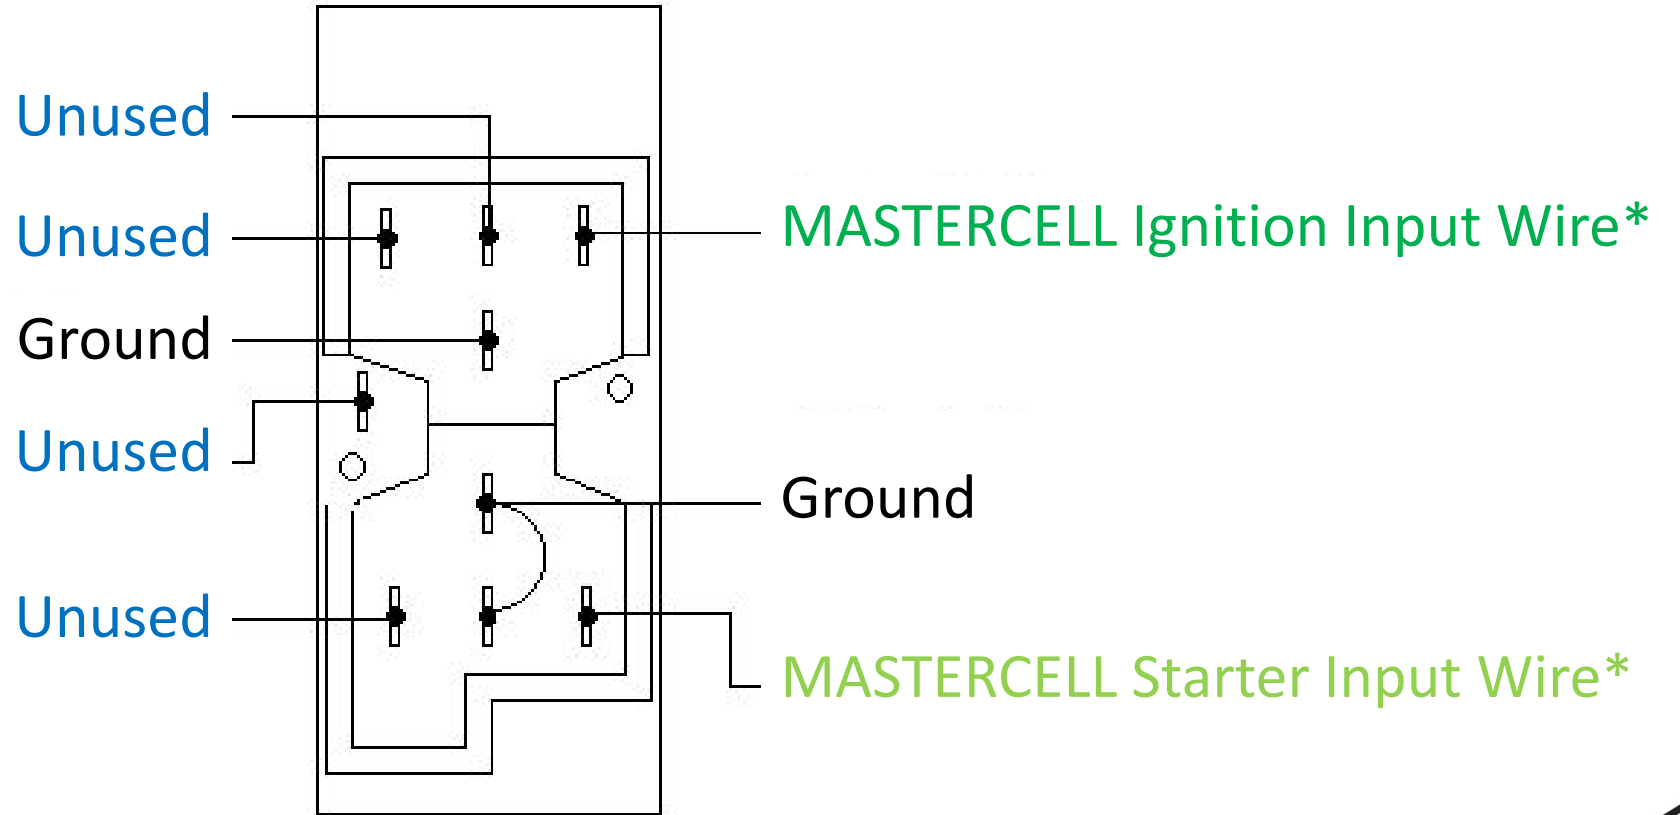 Unused
Unused
MASTERCELL Ignition Input Wire*
Ground
Unused
Ground
Unused
MASTERCELL Starter Input Wire*